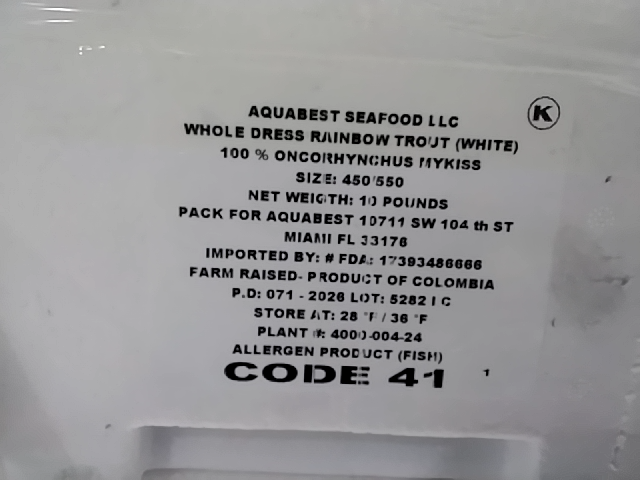 AQUABEST SEAFOOD LLC
K
WHOLE DRESS RAINBOW TROUT (WHITE)
100 % ONCORHYNCHUS MYKISS
SIZE: 450/550
NET WEIGTH: 10 POUNDS
PACK FOR AQUABEST 10711 SW 104 th ST
MIAMI FL 33176
IMPORTED BY: # FDA: 17393486666
FARM RAISED- PRODUCT OF COLOMBIA
P.D: 071 - 2026 LOT: 5282
STORE AT: 28 °F / 36 °F
PLANT #: 4000-004-24
ALLERGEN PRODUCT (FISH)
CODE 41 1